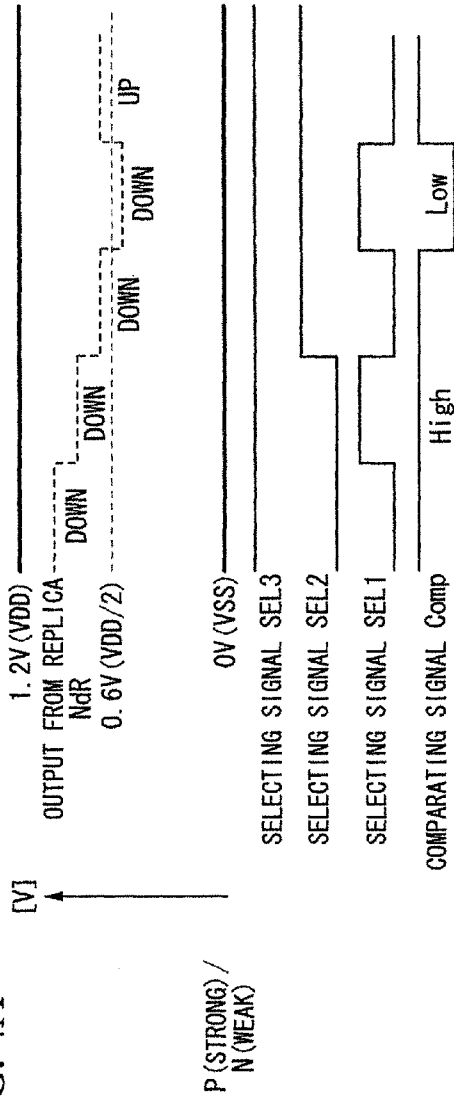 [V]
1.2V(VDD)
OUTPUT FROM REPLICA
NdR
0.6V(VDD/2)
DOWN
DOWN
DOWN
DOWN
UP
P(STRONG)/
N(WEAK)
0V(VSS)
SELECTING SIGNAL SEL3
SELECTING SIGNAL SEL2
SELECTING SIGNAL SEL1
COMPARATING SIGNAL Comp
High
Low